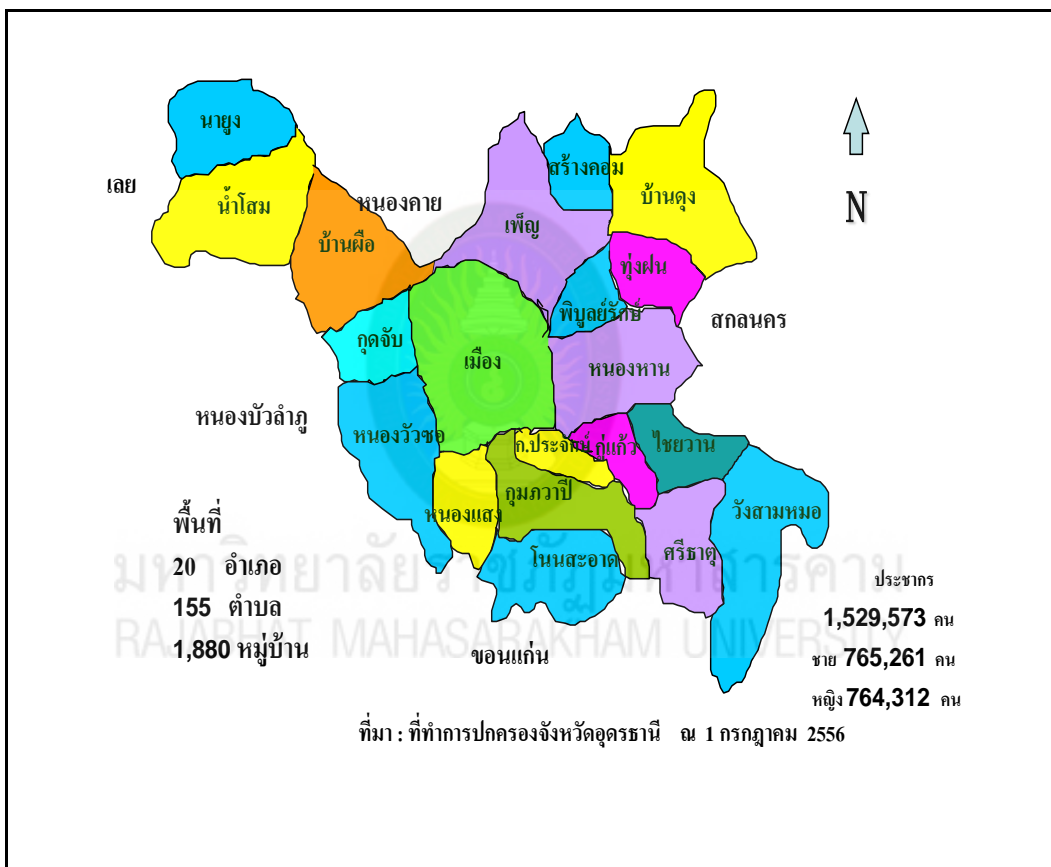 นายูง
สร้างคอม
เลย
น้ำโสม
หนองคาย
บ้านดุง
N
บ้านผือ
เพ็ญ
ทุ่งฝน
พิบูลย์รักษ์
สกลนคร
กุดจับ
เมือง
หนองหาน
หนองบัวลำภู
หนองวัวซอ
ก.ประจักษ์
กู่แก้ว
ไชยวาน
หนองแสง
กุมภวาปี
วังสามหมอ
โนนสะอาด
ศรีธาตุ
พื้นที่
20 อำเภอ
155 ตำบล
1,880 หมู่บ้าน
มหาวิทยาลัยราชภัฏมหาสารคาม
RAJABHAT MAHASARAKHAM UNIVERSITY
ขอนแก่น
ประชากร
1,529,573 คน
ชาย 765,261 คน
หญิง 764,312 คน
ที่มา : ที่ทำการปกครองจังหวัดอุดรธานี ณ 1 กรกฎาคม 2556